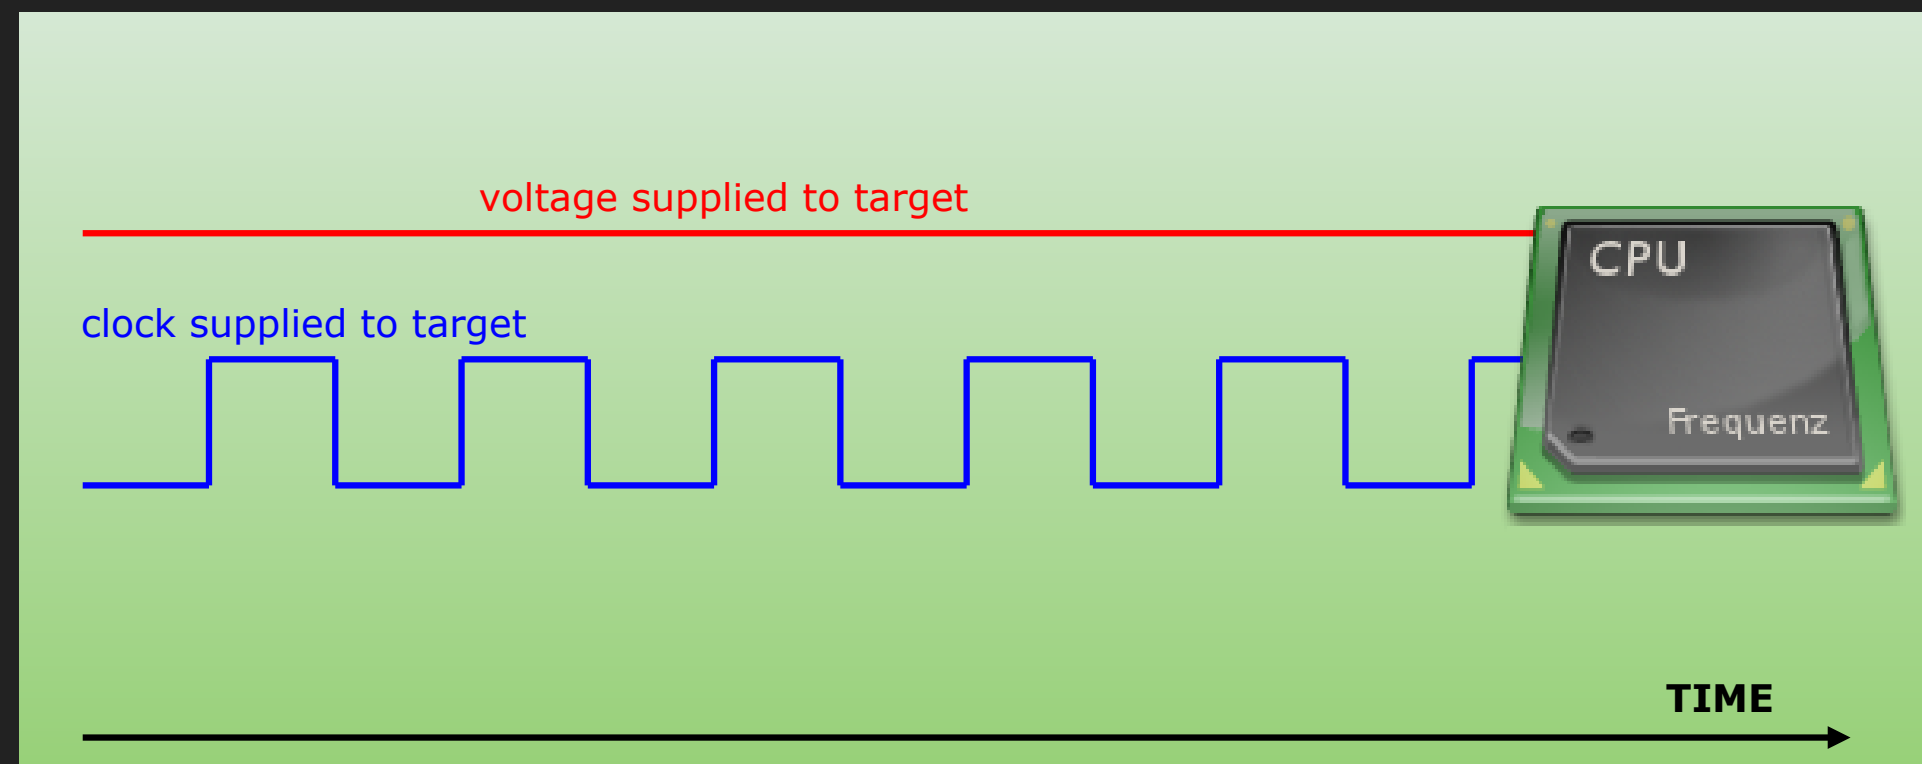 voltage supplied to target
CPU
clock supplied to target
Frequenz
TIME